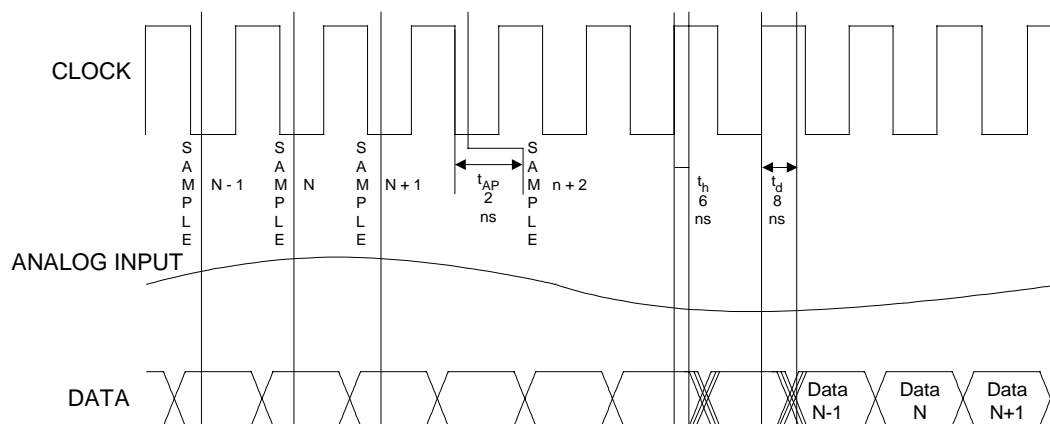 CLOCK
SAMPLE
N - 1
SAMPLE
N
SAMPLE
N + 1
tAP
2
ns
SAMPLE
n + 2
th
6
ns
td
8
ns
ANALOG INPUT
DATA
Data
N-1
Data
N
Data
N+1